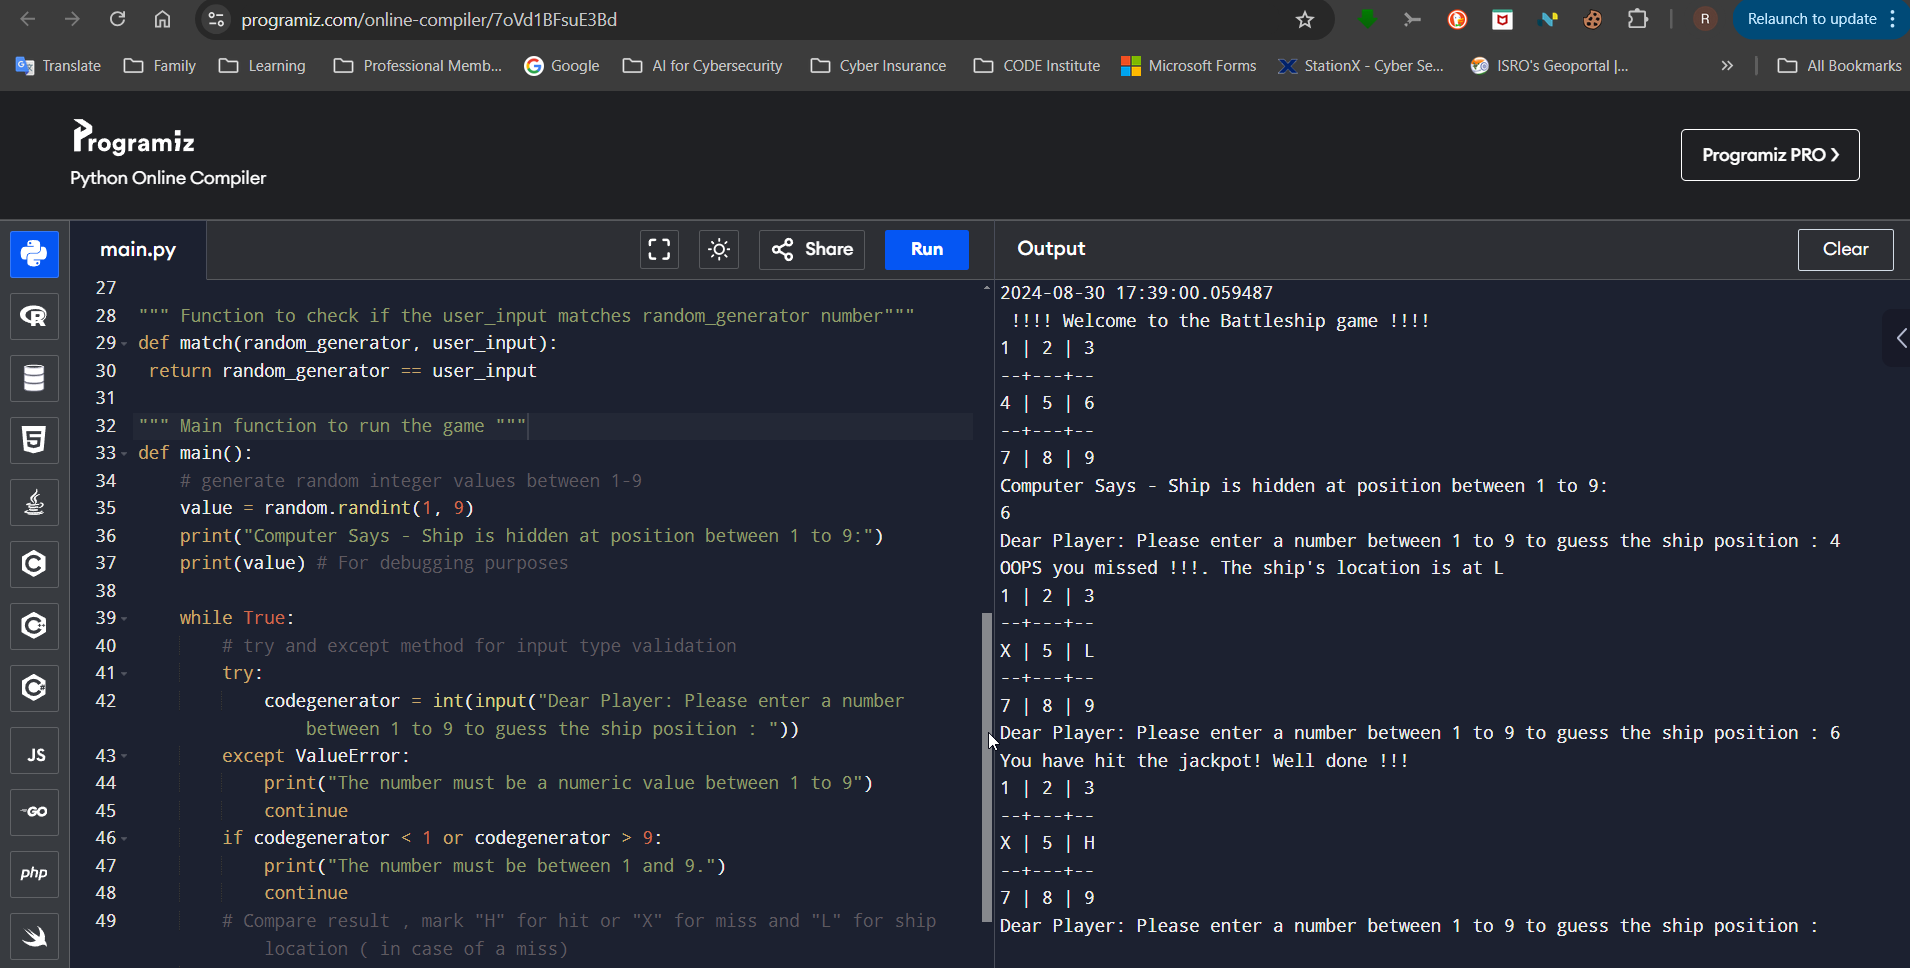 programiz.com/online-compiler/7oVd1BFsuE3Bd
R
Relaunch to update
Translate
Family
Learning
Professional Memb...
Google
AI for Cybersecurity
Cyber Insurance
CODE Institute
Microsoft Forms
StationX - Cyber Se...
ISRO's Geoportal |...
»
All Bookmarks
Programiz
Python Online Compiler
Programiz PRO ❯
main.py
Share
Run
Output
Clear
R
5
C
C
C
JS
GO
php
27
28 """ Function to check if the user_input matches random_generator number"""
29 def match(random_generator, user_input):
30 return random_generator == user_input
31
32 """ Main function to run the game """
33 def main():
34 # generate random integer values between 1-9
35 value = random.randint(1, 9)
36 print("Computer Says - Ship is hidden at position between 1 to 9:")
37 print(value) # For debugging purposes
38
39 while True:
40 # try and except method for input type validation
41 try:
42 codegenerator = int(input("Dear Player: Please enter a number
between 1 to 9 to guess the ship position : "))
43 except ValueError:
44 print("The number must be a numeric value between 1 to 9")
45 continue
46 if codegenerator < 1 or codegenerator > 9:
47 print("The number must be between 1 and 9.")
48 continue
49 # Compare result , mark "H" for hit or "X" for miss and "L" for ship
location ( in case of a miss)
2024-08-30 17:39:00.059487
!!!! Welcome to the Battleship game !!!!
1 | 2 | 3
--+---+--
4 | 5 | 6
--+---+--
7 | 8 | 9
Computer Says - Ship is hidden at position between 1 to 9:
6
Dear Player: Please enter a number between 1 to 9 to guess the ship position : 4
OOPS you missed !!!. The ship's location is at L
1 | 2 | 3
--+---+--
X | 5 | L
--+---+--
7 | 8 | 9
Dear Player: Please enter a number between 1 to 9 to guess the ship position : 6
You have hit the jackpot! Well done !!!
1 | 2 | 3
--+---+--
X | 5 | H
--+---+--
7 | 8 | 9
Dear Player: Please enter a number between 1 to 9 to guess the ship position :